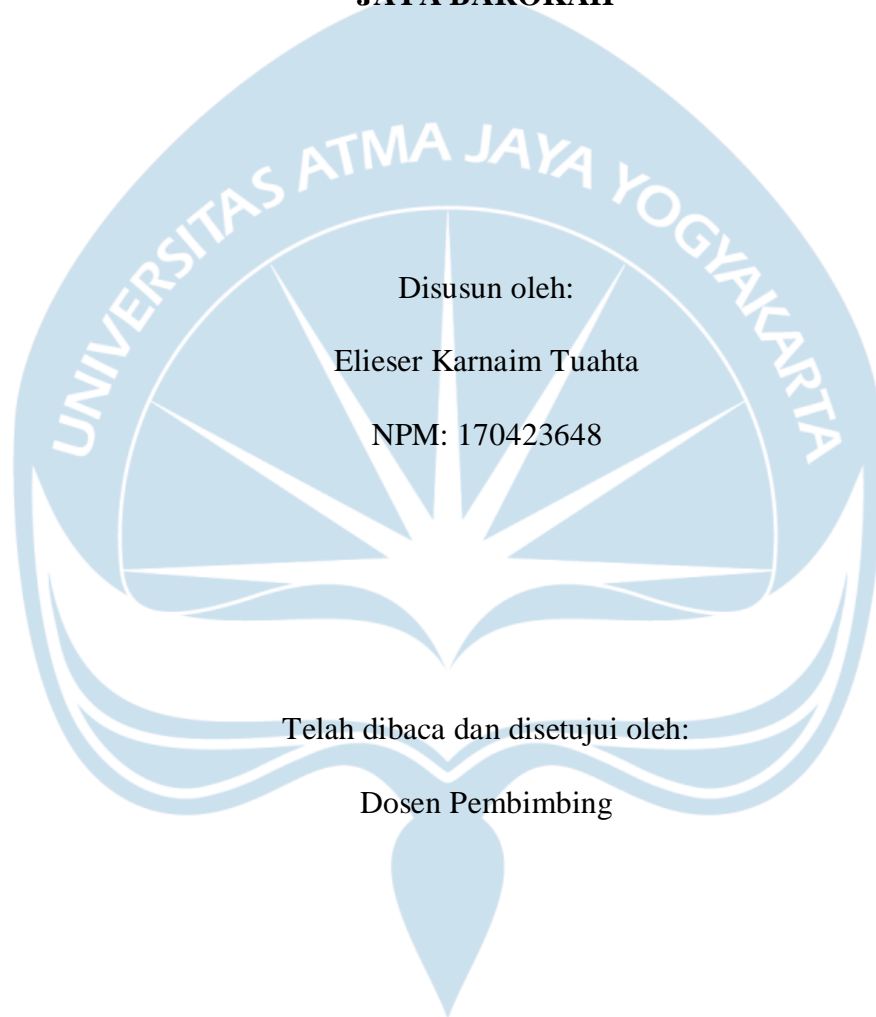 JAYA BAROKAH
UNIVERSITAS ATMA JAYA YOGYAKARTA
Disusun oleh:
Elieser Karnaim Tuahta
NPM: 170423648
Telah dibaca dan disetujui oleh:
Dosen Pembimbing